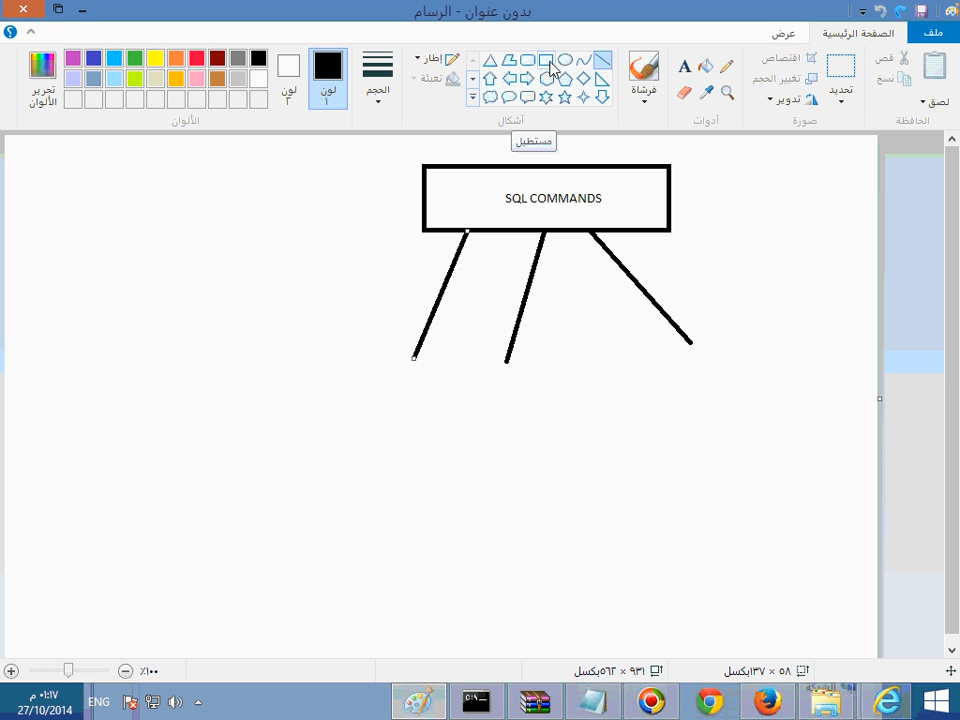 بدون عنوان - الرسام
ملف
الصفحة الرئيسية
عرض
لصق
قص
نسخ
الحافظة
تحديد
اقتصاص
تغيير الحجم
تدوير
صورة
A
أدوات
فرشاة
إطار
تعبئة
أشكال
الحجم
لون ١
لون ٢
تحرير الألوان
الألوان
مستطيل
SQL COMMANDS
٥٨ × ١٣٧بكسل
٩٣١ × ٥٦٢بكسل
٪١٠٠
C:\
ENG
٠١:١٧ م
27/10/2014